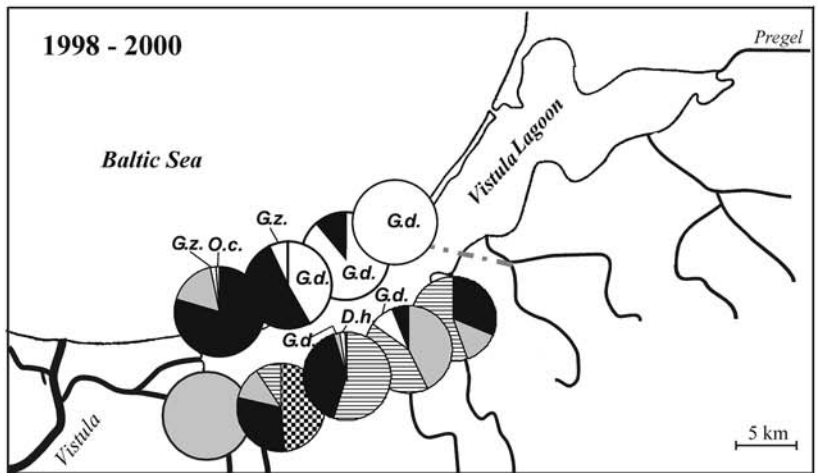 1998 - 2000
Pregel
Baltic Sea
Vistula Lagoon
G.z.
G.d.
G.z. O.c.
G.d.
G.d.
G.d.
D.h
G.d.
Vistula
5 km